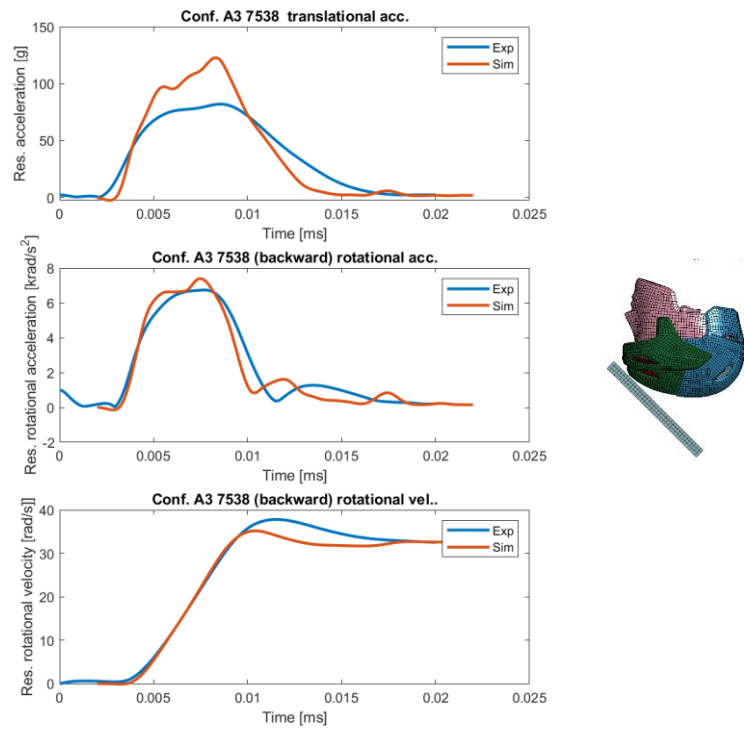 Conf. A3 7538  translational acc.
Res. acceleration [g]
150
100
50
0
Exp
Sim
0
0.005
0.01
0.015
0.02
0.025
Time [ms]
Conf. A3 7538 (backward) rotational acc.
Res. rotational acceleration [krad/s²]
8
6
4
2
0
-2
Exp
Sim
0
0.005
0.01
0.015
0.02
0.025
Time [ms]
Conf. A3 7538 (backward) rotational vel..
Res. rotational velocity [rad/s]]
40
30
20
10
0
Exp
Sim
0
0.005
0.01
0.015
0.02
0.025
Time [ms]